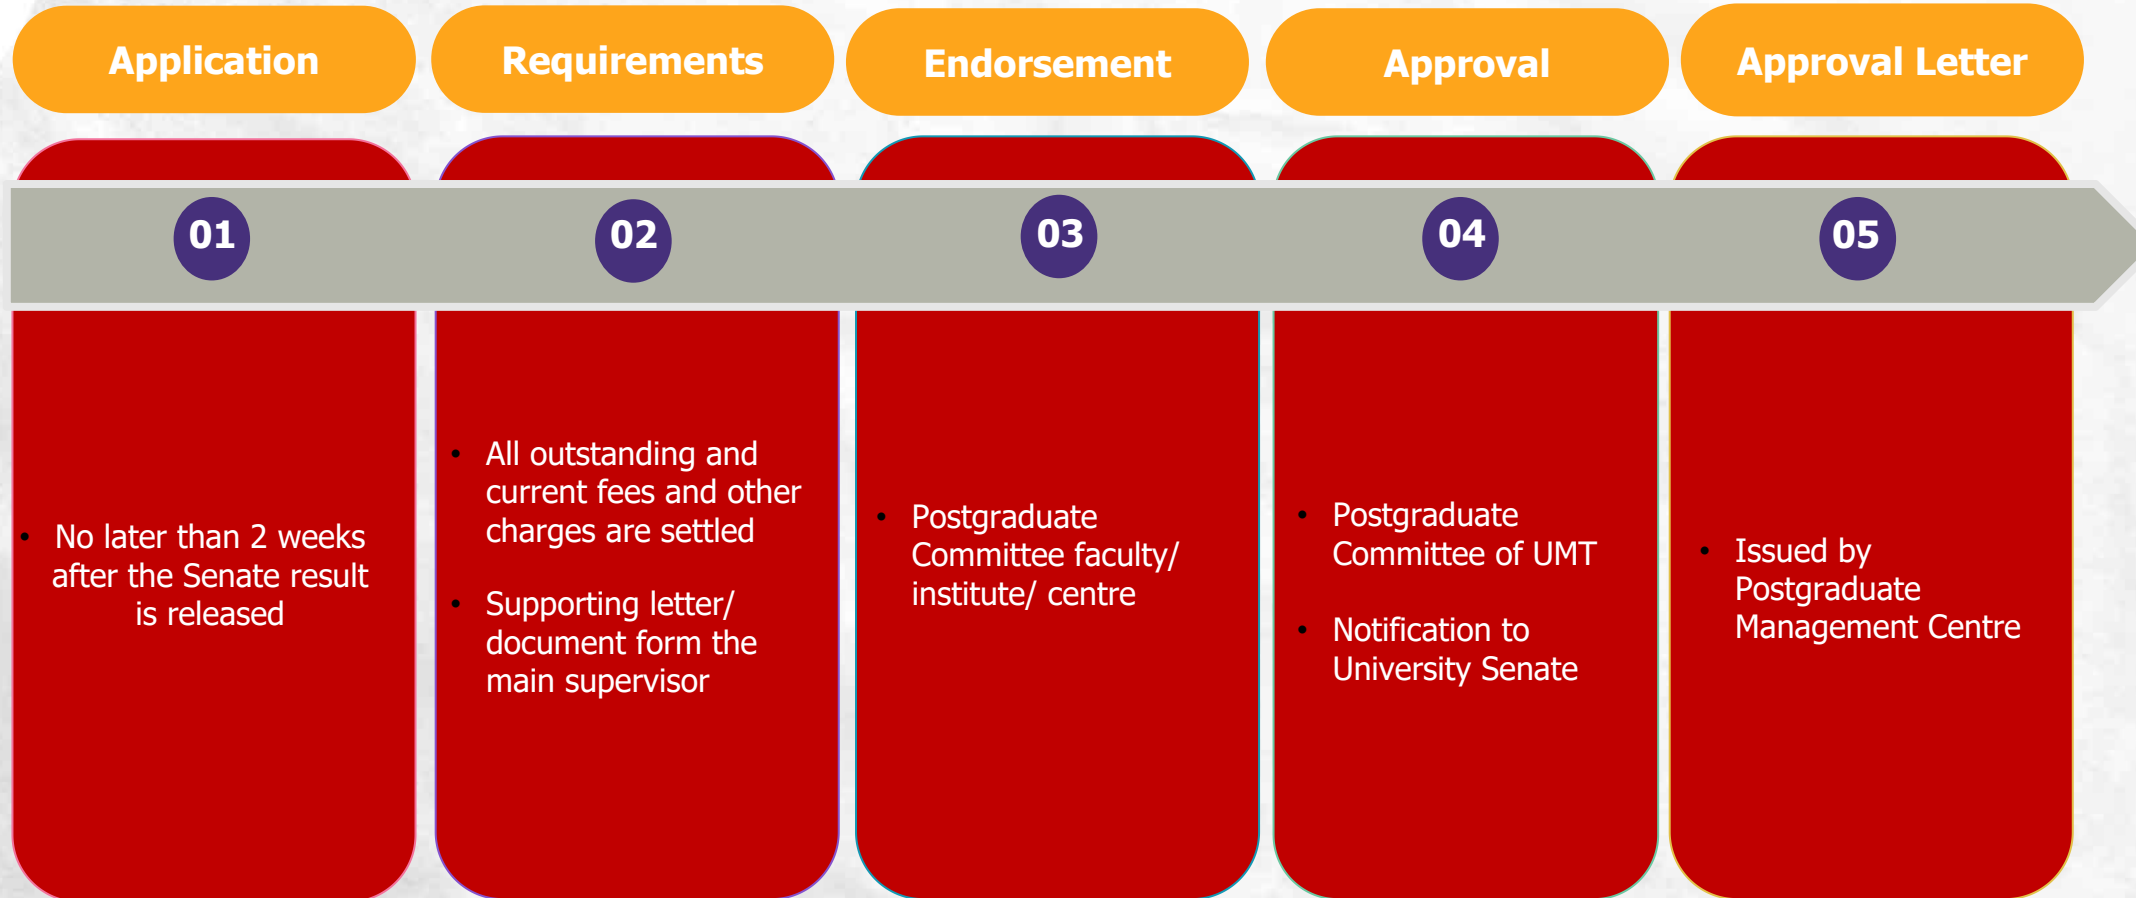 Application
Requirements
Endorsement
Approval
Approval Letter
01
02
03
04
05
• No later than 2 weeks
after the Senate result
is released
• All outstanding and
current fees and other
charges are settled
• Supporting letter/
document form the
main supervisor
• Postgraduate
Committee faculty/
institute/ centre
• Postgraduate
Committee of UMT
• Notification to
University Senate
• Issued by
Postgraduate
Management Centre